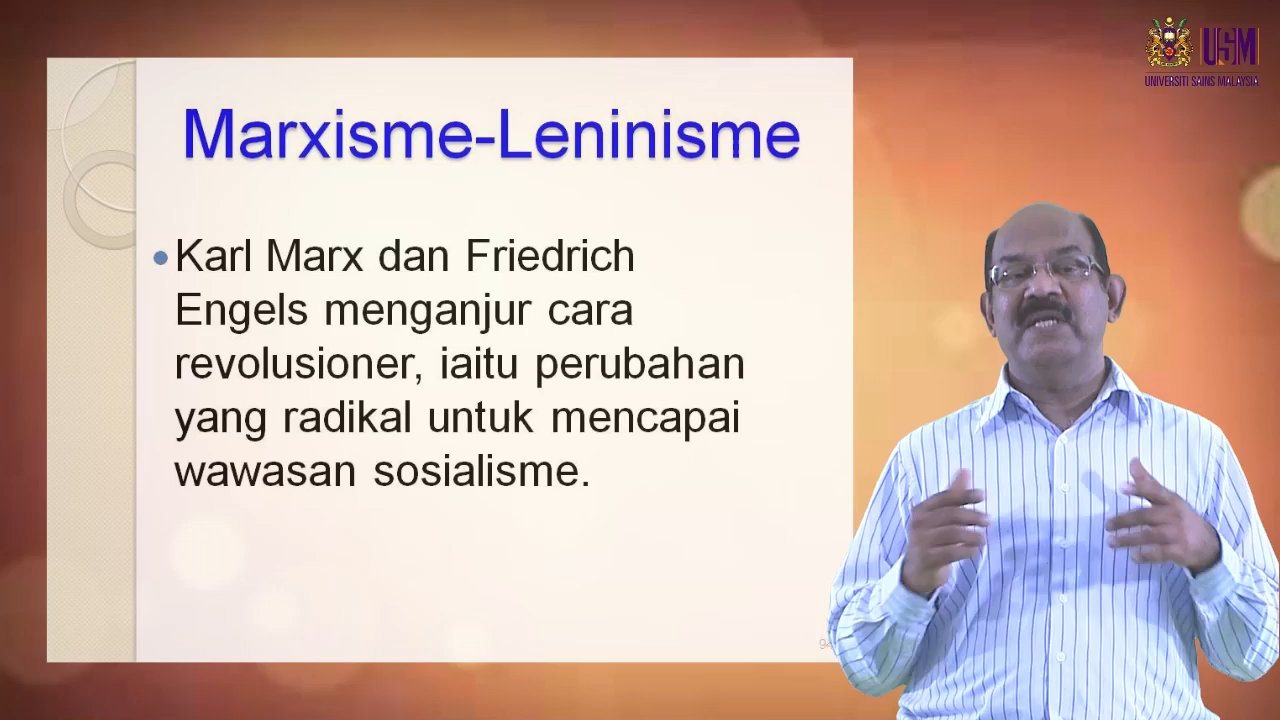 USM
UNIVERSITI SAINS MALAYSIA
Marxisme-Leninisme
Karl Marx dan Friedrich
Engels menganjur cara
revolusioner, iaitu perubahan
yang radikal untuk mencapai
wawasan sosialisme.